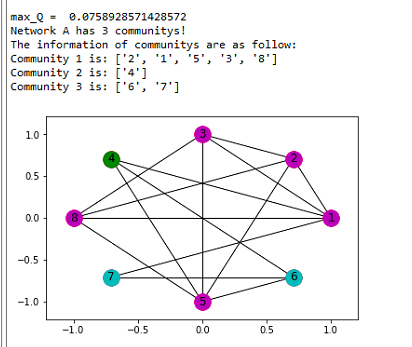 max_Q =  0.0758928571428572
Network A has 3 communitys!
The information of communitys are as follow:
Community 1 is: ['2', '1', '5', '3', '8']
Community 2 is: ['4']
Community 3 is: ['6', '7']
1.0
0.5
0.0
−0.5
−1.0
3
4
2
8
1
7
6
5
−1.0 −0.5 0.0 0.5 1.0